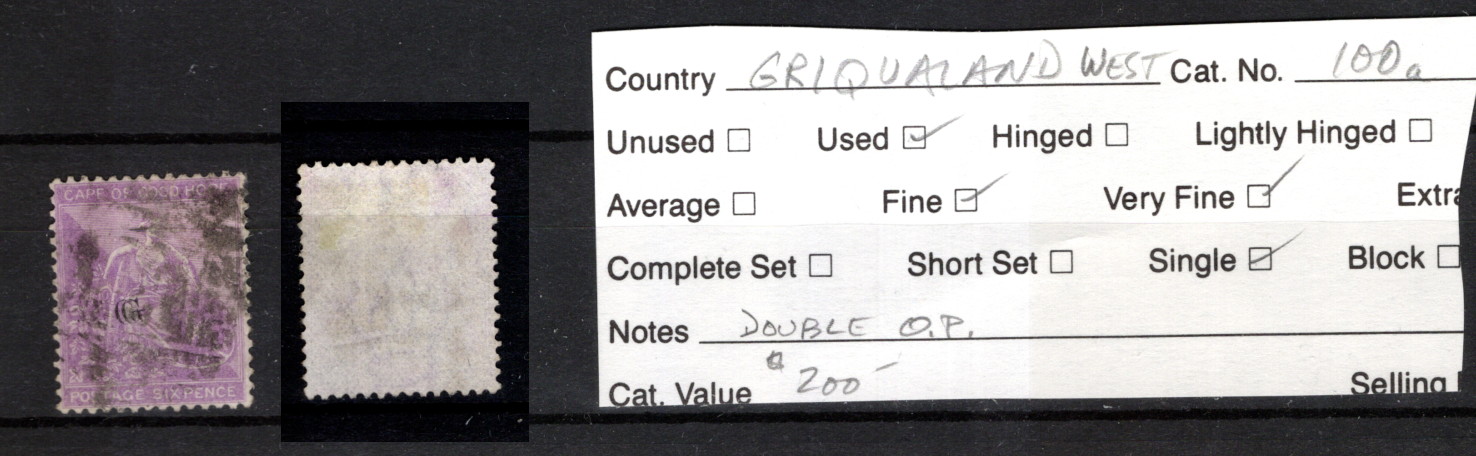 CAPE OF GOOD HO
G
POSTAGE SIXPENCE
Country GRIQUALAND WEST Cat. No. 100a
Unused ☐ Used ☑ Hinged ☐ Lightly Hinged ☐
Average ☐ Fine ☑ Very Fine ☑ Extra
Complete Set ☐ Short Set ☐ Single ☑ Block ☐
Notes DOUBLE O.P.
Cat. Value $200-
Selling